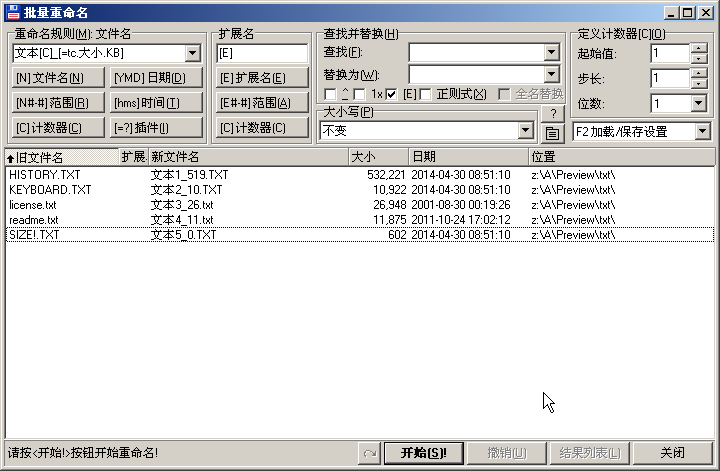 批量重命名
重命名规则(M): 文件名
文本[C]_[=tc.大小.KB]
[N] 文件名(N)
[YMD] 日期(D)
[N#-#] 范围(R)
[hms] 时间(T)
[C] 计数器(C)
[=?] 插件(I)
扩展名
[E]
[E] 扩展名(E)
[E#-#] 范围(A)
[C] 计数器(C)
查找并替换(H)
查找(F):
替换为(W):
^ 1x [E] 正则式(X) 全名替换
大小写(P)
不变
?
定义计数器[C](O)
起始值: 1
步长: 1
位数: 1
F2 加载/保存设置
旧文件名 扩展. 新文件名 大小 日期 位置
HISTORY.TXT 文本1_519.TXT 532,221 2014-04-30 08:51:10 z:\A\Preview\txt\
KEYBOARD.TXT 文本2_10.TXT 10,922 2014-04-30 08:51:10 z:\A\Preview\txt\
license.txt 文本3_26.txt 26,948 2001-08-30 00:19:26 z:\A\Preview\txt\
readme.txt 文本4_11.txt 11,875 2011-10-24 17:02:12 z:\A\Preview\txt\
SIZE!.TXT 文本5_0.TXT 602 2014-04-30 08:51:10 z:\A\Preview\txt\
请按<开始!>按钮开始重命名!
开始(S)!
撤销(U)
结果列表(L)
关闭